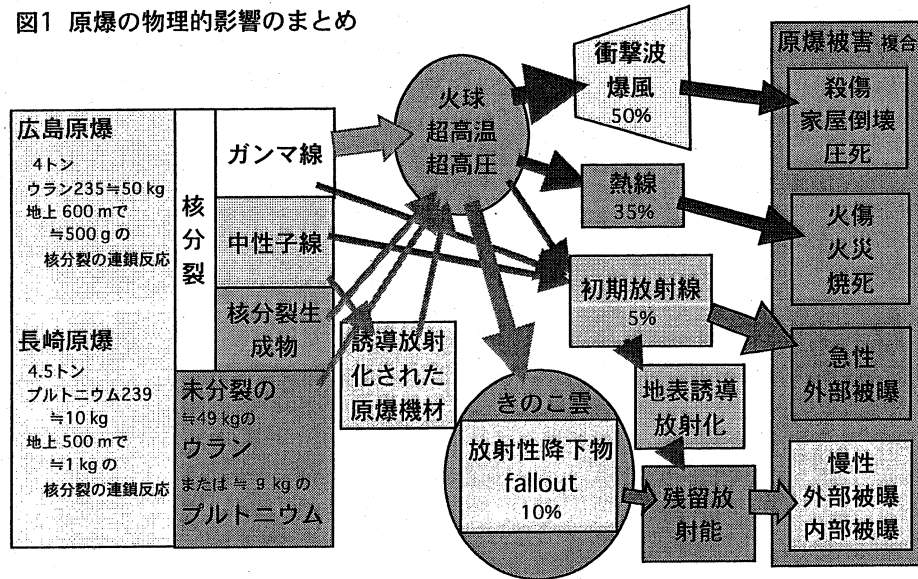 図1 原爆の物理的影響のまとめ
広島原爆
4トン
ウラン235≒50 kg
地上 600 mで
≒500 g の
核分裂の連鎖反応
長崎原爆
4.5トン
プルトニウム239
≒10 kg
地上 500 mで
≒1 kg の
核分裂の連鎖反応
核
分
裂
ガンマ線
中性子線
核分裂生
成物
未分裂の
≒49 kgの
ウラン
または≒ 9 kgの
プルトニウム
誘導放射
化された
原爆機材
火球
超高温
超高圧
衝撃波
爆風
50%
熱線
35%
初期放射線
5%
地表誘導
放射化
きのこ雲
放射性降下物
fallout
10%
残留放
射能
原爆被害 複合
殺傷
家屋倒壊
圧死
火傷
火災
焼死
急性
外部被曝
慢性
外部被曝
内部被曝